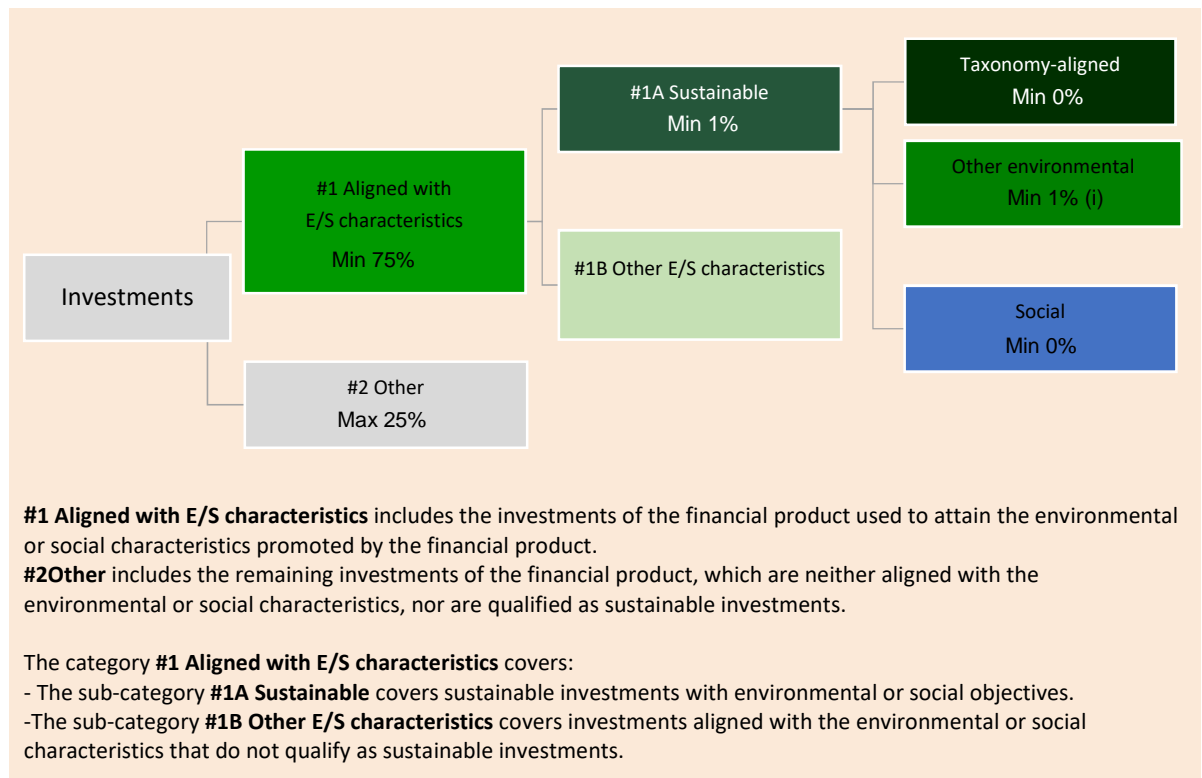 Investments
#1 Aligned with
E/S characteristics
Min 75%
#2 Other
Max 25%
#1A Sustainable
Min 1%
#1B Other E/S characteristics
Taxonomy-aligned
Min 0%
Other environmental
Min 1% (i)
Social
Min 0%
#1 Aligned with E/S characteristics includes the investments of the financial product used to attain the environmental
or social characteristics promoted by the financial product.
#2Other includes the remaining investments of the financial product, which are neither aligned with the
environmental or social characteristics, nor are qualified as sustainable investments.
The category #1 Aligned with E/S characteristics covers:
- The sub-category #1A Sustainable covers sustainable investments with environmental or social objectives.
-The sub-category #1B Other E/S characteristics covers investments aligned with the environmental or social
characteristics that do not qualify as sustainable investments.